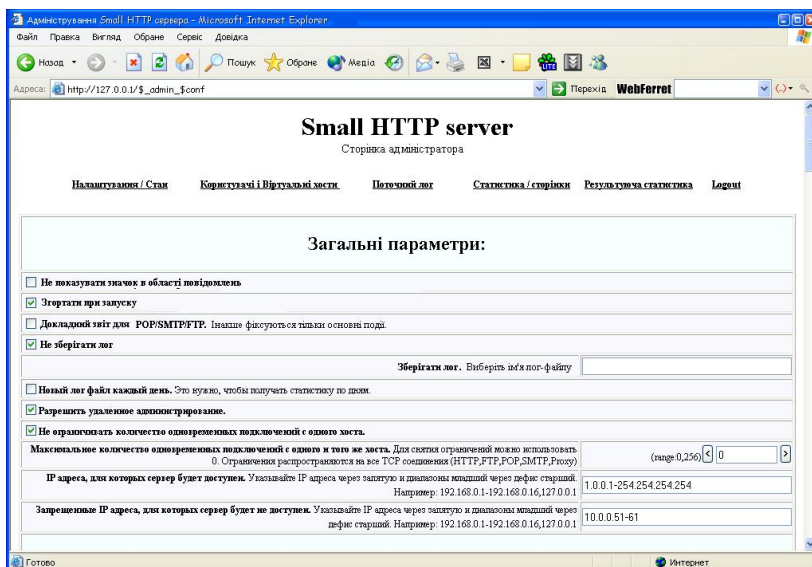 Адміністрування Small HTTP сервера - Microsoft Internet Explorer
Файл Правка Вигляд Обране Сервіс Довідка
Назад Пошук Обране Медіа
Адреса: http://127.0.0.1/$_admin_$conf Перехід WebFerret
Small HTTP server
Сторінка адміністратора
Налаштування / Стан Користувачі і Віртуальні хости Поточний лог Статистика / сторінки Результуюча статистика Logout
Загальні параметри:
Не показувати значок в області повідомлень
Згортати при запуску
Докладний звіт для POP/SMTP/FTP. Інакше фіксуються тільки основні події.
Не зберігати лог
Зберігати лог. Виберіть ім'я лог-файлу
Новый лог файл каждый день. Это нужно, чтобы получать статистику по дням.
Разрешить удаленное администрирование.
Не ограничивать количество одновременных подключений с одного хоста.
Максимальное количество одновременных подключений с одного и того же хоста. Для снятия ограничений можно использовать
0. Ограничения распространяются на все TCP соединения (HTTP,FTP,POP,SMTP,Proxy) (range:0,256) < 0 >
IP адреса, для которых сервер будет доступен. Указывайте IP адреса через запятую и диапазоны младший через дефис старший.
Например: 192.168.0.1-192.168.0.16,127.0.0.1 1.0.0.1-254.254.254.254
Запрещенные IP адреса, для которых сервер будет не доступен. Указывайте IP адреса через запятую и диапазоны младший через
дефис старший. Например: 192.168.0.1-192.168.0.16,127.0.0.1 10.0.0.51-61
Готово Интернет